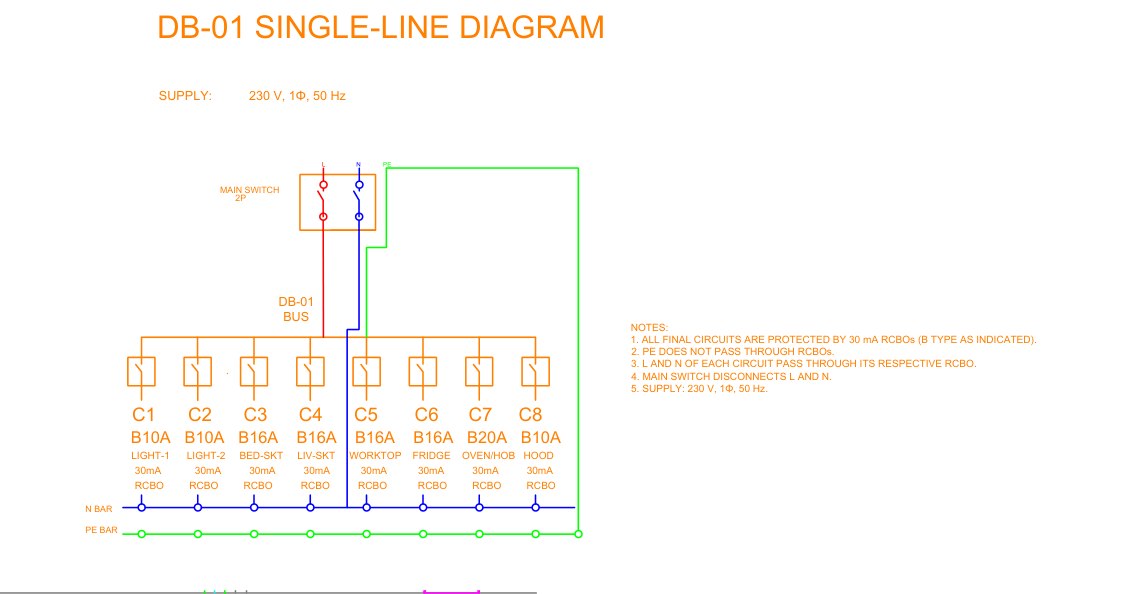 DB-01 SINGLE-LINE DIAGRAM
SUPPLY: 230 V, 1Φ, 50 Hz
L N PE
MAIN SWITCH
2P
DB-01
BUS
NOTES:
1. ALL FINAL CIRCUITS ARE PROTECTED BY 30 mA RCBOs (B TYPE AS INDICATED).
2. PE DOES NOT PASS THROUGH RCBOs.
3. L AND N OF EACH CIRCUIT PASS THROUGH ITS RESPECTIVE RCBO.
4. MAIN SWITCH DISCONNECTS L AND N.
5. SUPPLY: 230 V, 1Φ, 50 Hz.
C1 C2 C3 C4 C5 C6 C7 C8
B10A B10A B16A B16A B16A B16A B20A B10A
LIGHT-1 LIGHT-2 BED-SKT LIV-SKT WORKTOP FRIDGE OVEN/HOB HOOD
30mA 30mA 30mA 30mA 30mA 30mA 30mA 30mA
RCBO RCBO RCBO RCBO RCBO RCBO RCBO RCBO
N BAR
PE BAR